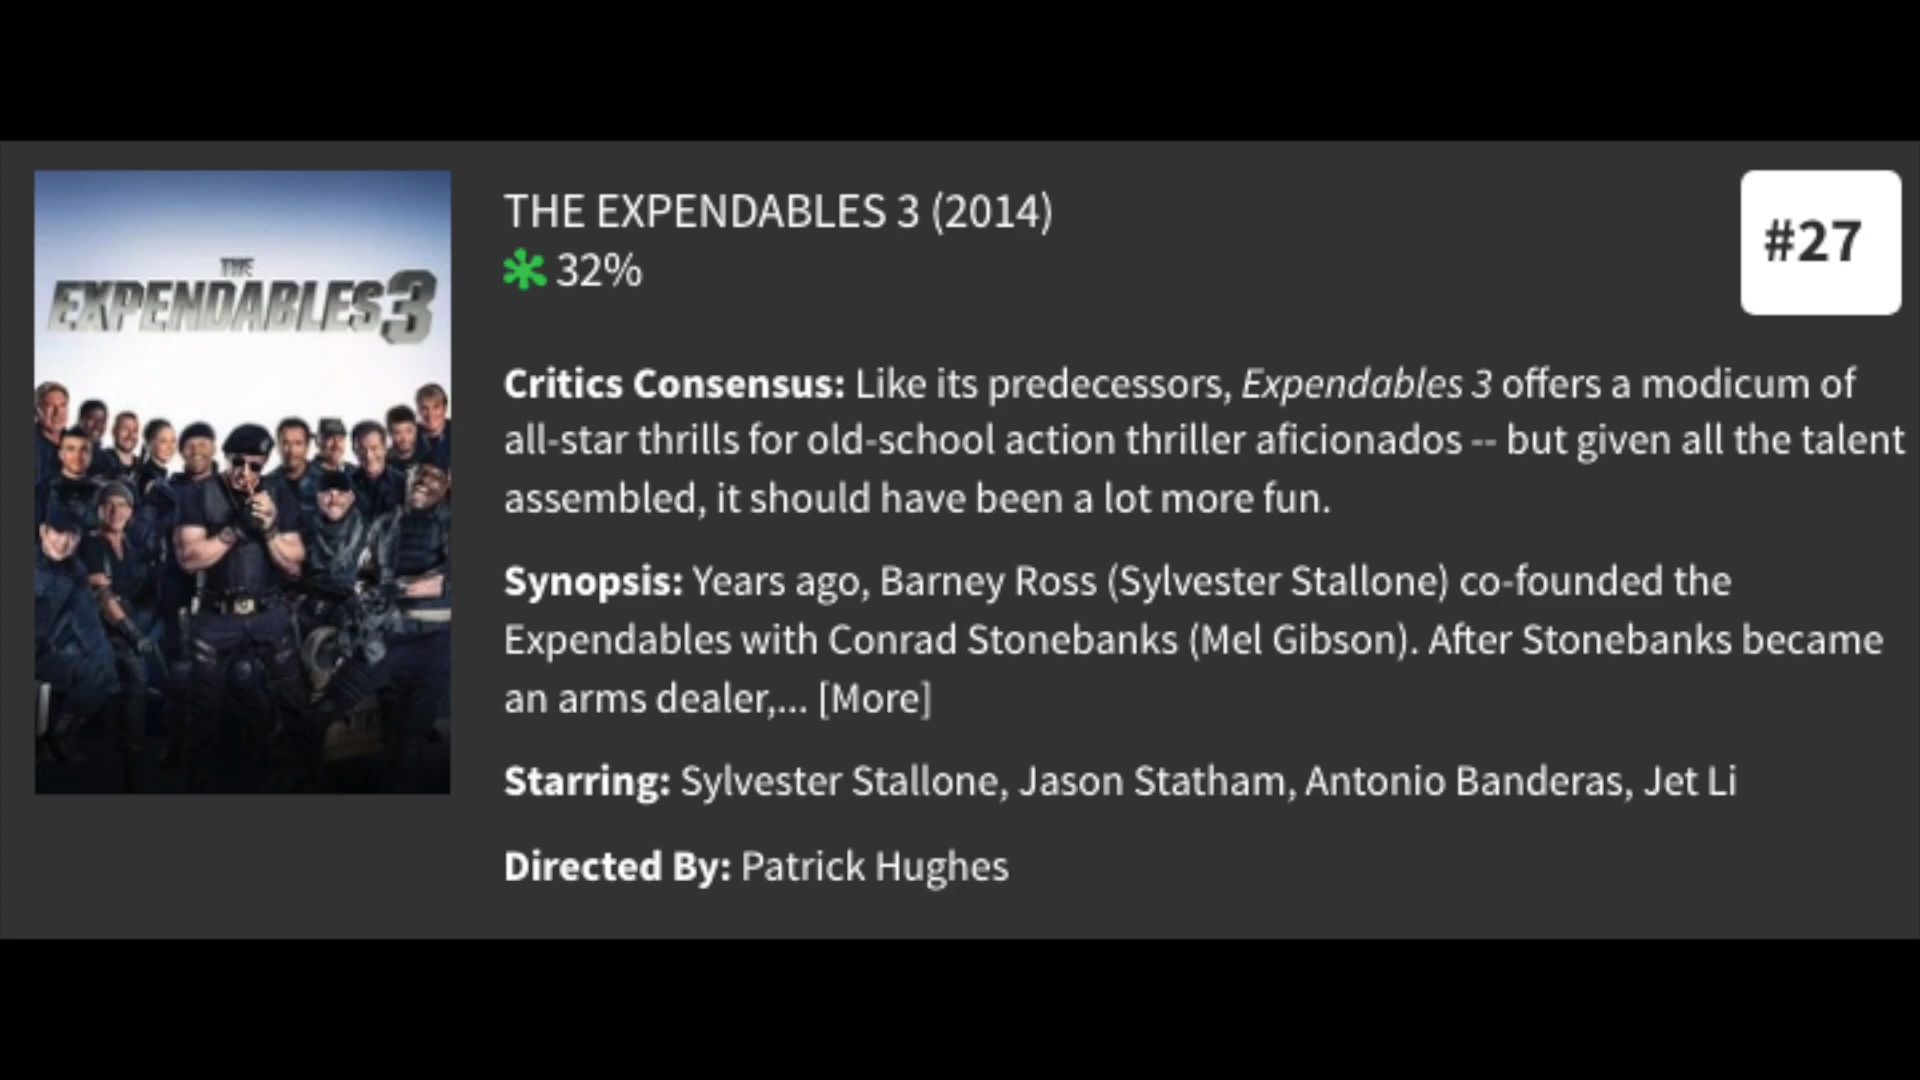 THE
EXPENDABLES 3
THE EXPENDABLES 3 (2014)
32%
#27
Critics Consensus: Like its predecessors, Expendables 3 offers a modicum of
all-star thrills for old-school action thriller aficionados -- but given all the talent
assembled, it should have been a lot more fun.
Synopsis: Years ago, Barney Ross (Sylvester Stallone) co-founded the
Expendables with Conrad Stonebanks (Mel Gibson). After Stonebanks became
an arms dealer,... [More]
Starring: Sylvester Stallone, Jason Statham, Antonio Banderas, Jet Li
Directed By: Patrick Hughes